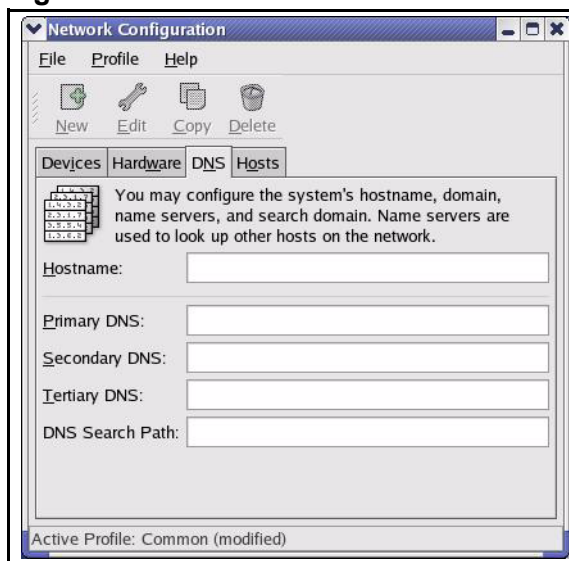 Network Configuration
File Profile Help
New Edit Copy Delete
Devices Hardware DNS Hosts
You may configure the system's hostname, domain,
name servers, and search domain. Name servers are
used to look up other hosts on the network.
Hostname:
Primary DNS:
Secondary DNS:
Tertiary DNS:
DNS Search Path:
Active Profile: Common (modified)